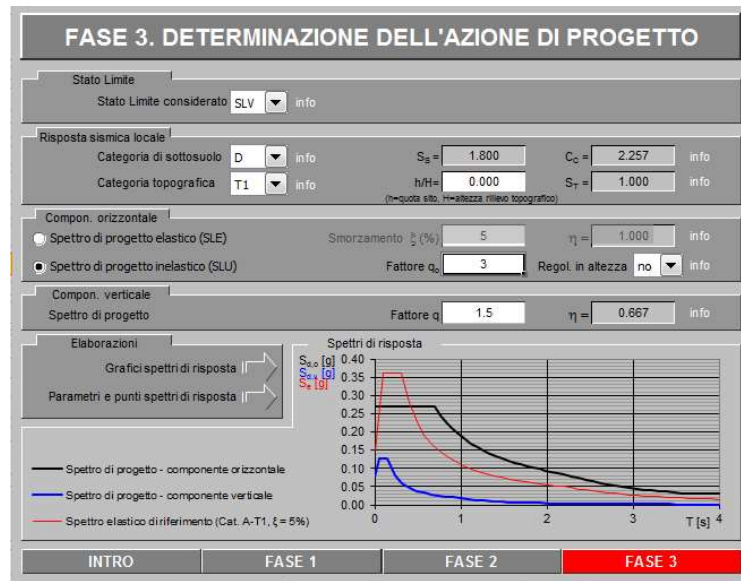 FASE 3. DETERMINAZIONE DELL'AZIONE DI PROGETTO
Stato Limite
Stato Limite considerato SLV info
Risposta sismica locale
Categoria di sottosuolo D info SS = 1.800 CC = 2.257 info
Categoria topografica T1 info h/H= 0.000 ST = 1.000 info
(h=quota sito, H=altezza rilievo topografico)
Compon. orizzontale
Spettro di progetto elastico (SLE) Smorzamento ξ (%) 5 η = 1.000 info
Spettro di progetto inelastico (SLU) Fattore qo 3 Regol. in altezza no info
Compon. verticale
Spettro di progetto Fattore q 1.5 η = 0.667 info
Elaborazioni
Grafici spettri di risposta
Parametri e punti spettri di risposta
Spettri di risposta
Sd,o [g]
Sd,v [g]
Se [g]
0.40
0.35
0.30
0.25
0.20
0.15
0.10
0.05
0.00
0 1 2 3 4
T [s]
Spettro di progetto - componente orizzontale
Spettro di progetto - componente verticale
Spettro elastico di riferimento (Cat. A-T1, ξ = 5%)
INTRO FASE 1 FASE 2 FASE 3